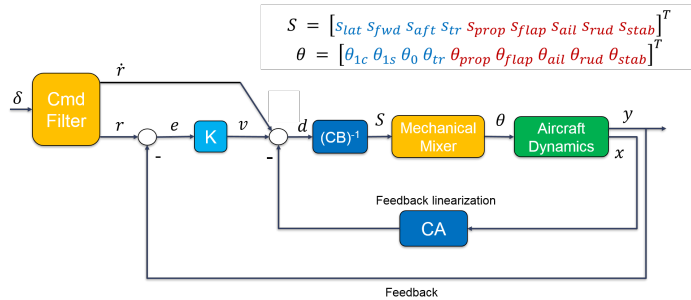 S = [s_lat s_fwd s_aft s_tr s_prop s_flap s_ail s_rud s_stab]^T
θ = [θ_1c θ_1s θ_0 θ_tr θ_prop θ_flap θ_ail θ_rud θ_stab]^T
ṙ
δ
Cmd
Filter
r
-
e
K
v
-
d
(CB)⁻¹
S
Mechanical
Mixer
θ
Aircraft
Dynamics
y
x
Feedback linearization
CA
Feedback